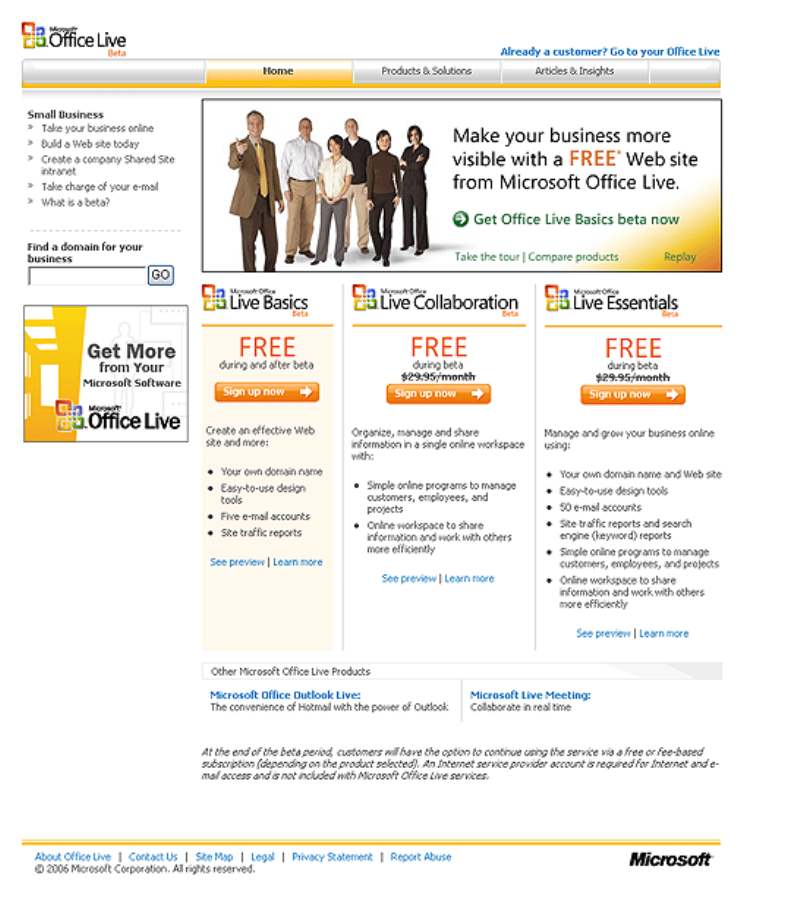 Microsoft®
Office Live
Beta
Already a customer? Go to your Office Live
Home
Products & Solutions
Articles & Insights
Small Business
» Take your business online
» Build a Web site today
» Create a company Shared Site
intranet
» Take charge of your e-mail
» What is a beta?
Find a domain for your
business
GO
Get More
from Your
Microsoft Software
Microsoft®
Office Live
Make your business more
visible with a FREE* Web site
from Microsoft Office Live.
Get Office Live Basics beta now
Take the tour | Compare products
Replay
Microsoft® Office
Live Basics
Beta
FREE
during and after beta
Sign up now
Create an effective Web
site and more:
• Your own domain name
• Easy-to-use design
tools
• Five e-mail accounts
• Site traffic reports
See preview | Learn more
Microsoft® Office
Live Collaboration
Beta
FREE
during beta
$29.95/month
Sign up now
Organize, manage and share
information in a single online workspace
with:
• Simple online programs to manage
customers, employees, and
projects
• Online workspace to share
information and work with others
more efficiently
See preview | Learn more
Microsoft® Office
Live Essentials
Beta
FREE
during beta
$29.95/month
Sign up now
Manage and grow your business online
using:
• Your own domain name and Web site
• Easy-to-use design tools
• 50 e-mail accounts
• Site traffic reports and search
engine (keyword) reports
• Simple online programs to manage
customers, employees, and projects
• Online workspace to share
information and work with others
more efficiently
See preview | Learn more
Other Microsoft Office Live Products
Microsoft Office Outlook Live:
The convenience of Hotmail with the power of Outlook
Microsoft Live Meeting:
Collaborate in real time
At the end of the beta period, customers will have the option to continue using the service via a free or fee-based
subscription (depending on the product selected). An Internet service provider account is required for Internet and e-
mail access and is not included with Microsoft Office Live services.
About Office Live | Contact Us | Site Map | Legal | Privacy Statement | Report Abuse
© 2006 Microsoft Corporation. All rights reserved.
Microsoft